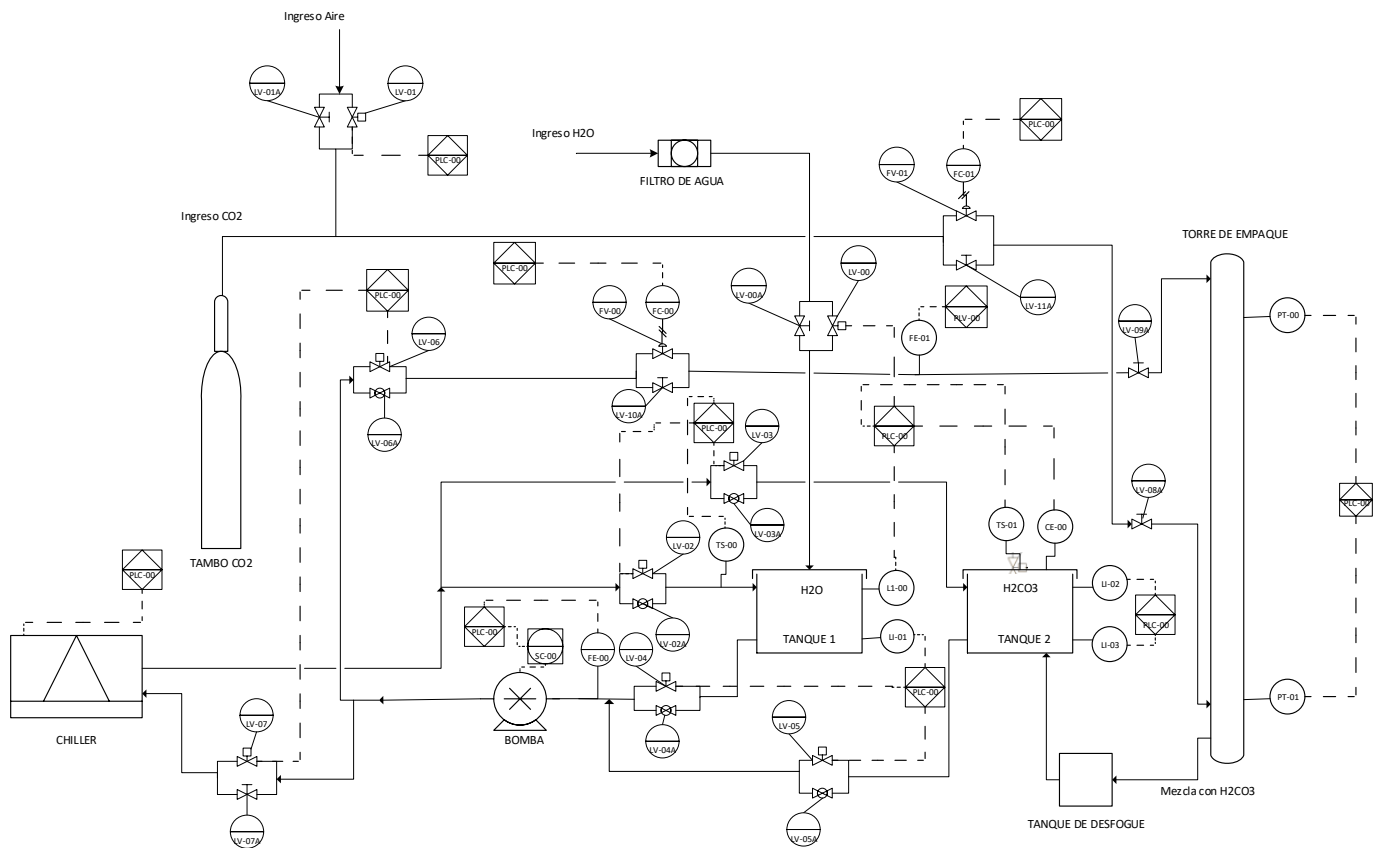 Ingreso Aire
LV-01A
LV-01
PLC-00
Ingreso H2O
FILTRO DE AGUA
PLC-00
FV-01
FC-01
Ingreso CO2
TORRE DE EMPAQUE
PLC-00
PLC-00
LV-00A
LV-00
LV-11A
FV-00
FC-00
PLV-00
PT-00
LV-06
FE-01
LV-09A
LV-10A
LV-06A
PLC-00
LV-03
PLC-00
LV-08A
PLC-00
LV-03A
TS-01
CE-00
LV-02
TS-00
TAMBO CO2
PLC-00
H2O
L1-00
H2CO3
LI-02
PLC-00
PLC-00
SC-00
FE-00
LV-04
LV-02A
TANQUE 1
LI-01
TANQUE 2
LI-03
PLC-00
PT-01
CHILLER
LV-07
BOMBA
LV-04A
LV-05
Mezcla con H2CO3
TANQUE DE DESFOGUE
LV-07A
LV-05A